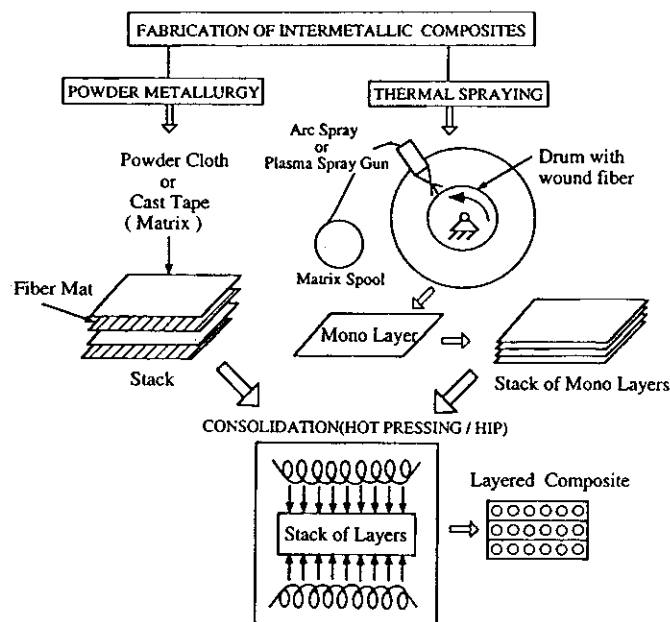 FABRICATION OF INTERMETALLIC COMPOSITES
POWDER METALLURGY
THERMAL SPRAYING
Powder Cloth
or
Cast Tape
( Matrix )
Fiber Mat
Stack
Arc Spray
or
Plasma Spray Gun
Drum with
wound fiber
Matrix Spool
Mono Layer
Stack of Mono Layers
CONSOLIDATION(HOT PRESSING / HIP)
Stack of Layers
Layered Composite